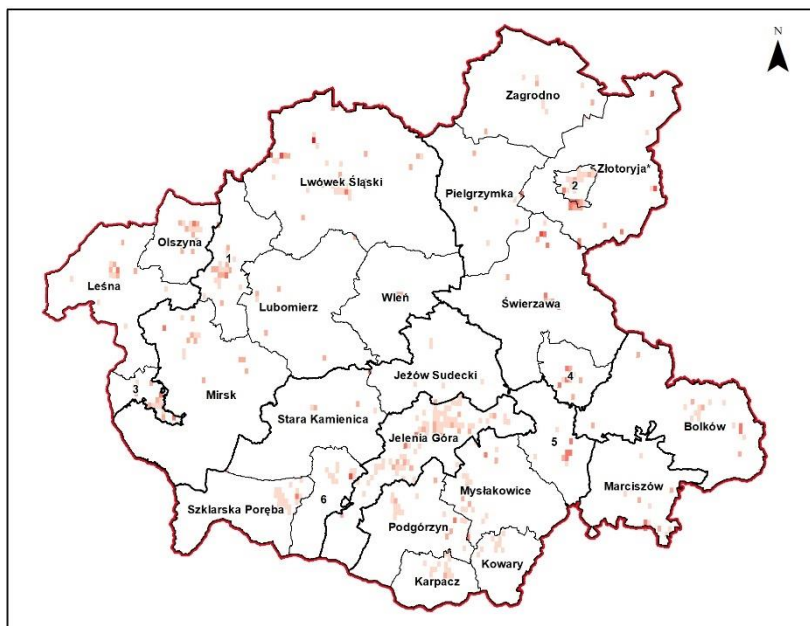 N
Zagrodno
Złotoryja*
2
Lwówek Śląski
Pielgrzymka
Olszyna
1
Leśna
Lubomierz
Wleń
Świerzawa
Jeżów Sudecki
4
3
Mirsk
Stara Kamienica
Bolków
Jelenia Góra
5
Marciszów
Mysłakowice
6
Szklarska Poręba
Podgórzyn
Kowary
Karpacz